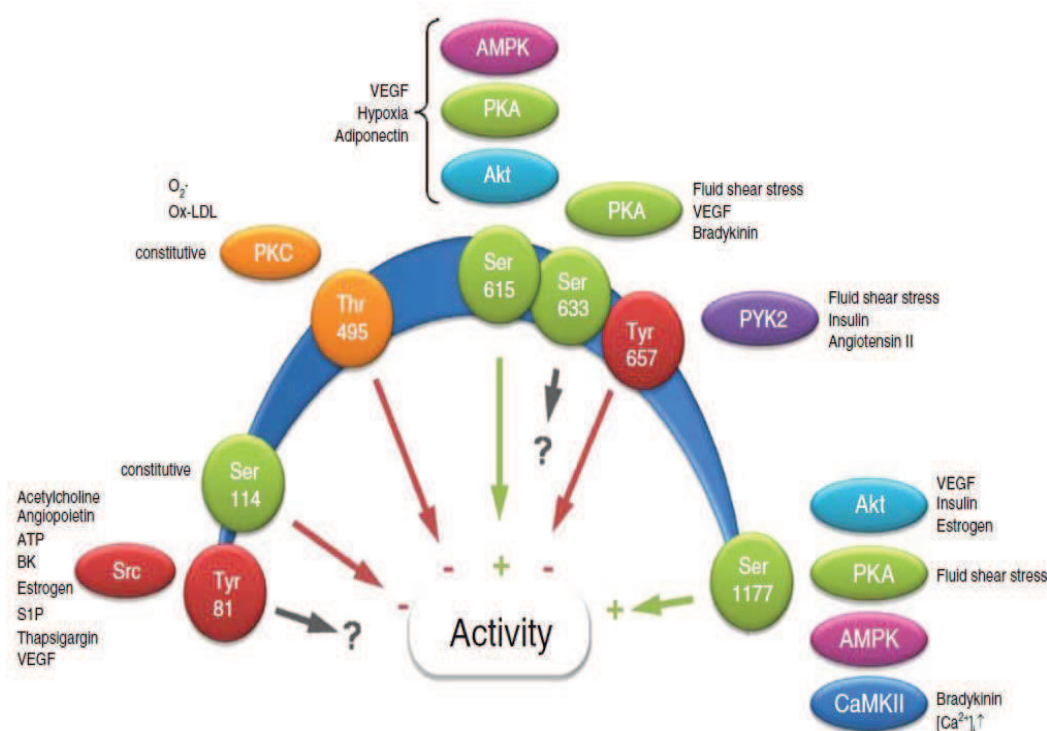 AMPK
VEGF
Hypoxia
Adiponectin
PKA
Akt
O2·
Ox-LDL
constitutive
PKC
PKA
Fluid shear stress
VEGF
Bradykinin
Thr
495
Ser
615
Ser
633
Tyr
657
PYK2
Fluid shear stress
Insulin
Angiotensin II
?
constitutive
Ser
114
Acetylcholine
Angiopoietin
ATP
BK
Estrogen
S1P
Thapsigargin
VEGF
Src
Tyr
81
?
-
-
+
-
+
Activity
Ser
1177
Akt
VEGF
Insulin
Estrogen
PKA
Fluid shear stress
AMPK
CaMKII
Bradykinin
[Ca2+]i↑